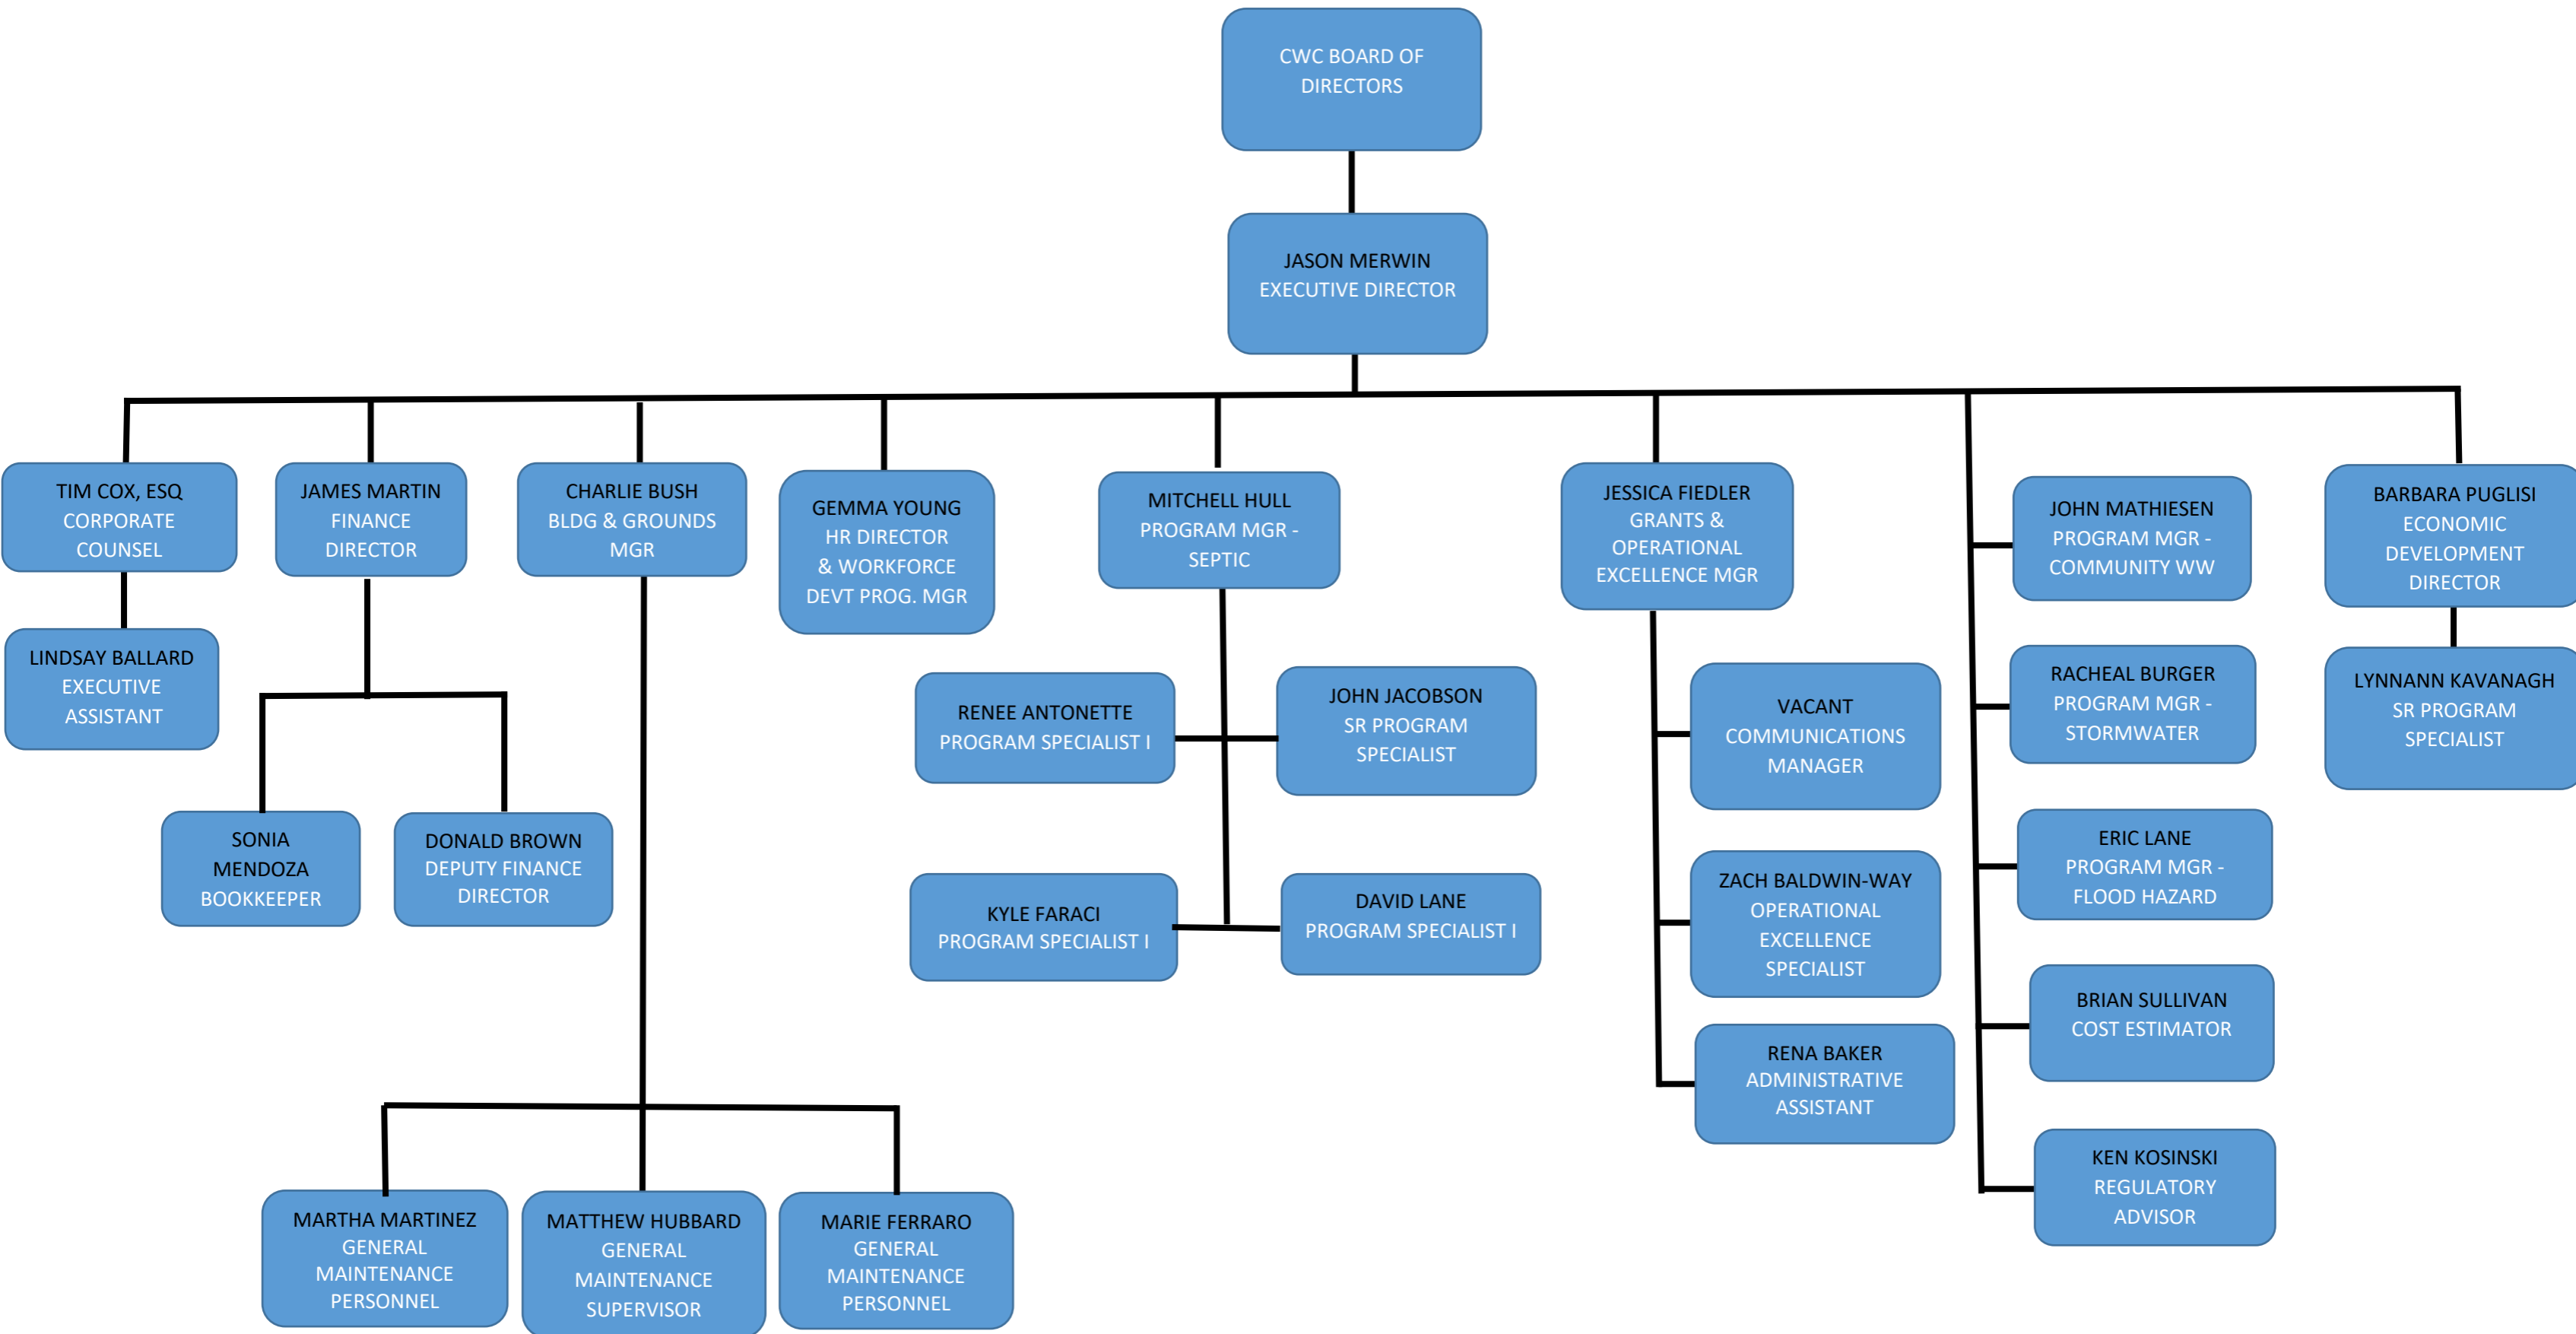 CWC BOARD OF
DIRECTORS
JASON MERWIN
EXECUTIVE DIRECTOR
TIM COX, ESQ
CORPORATE
COUNSEL
JAMES MARTIN
FINANCE
DIRECTOR
CHARLIE BUSH
BLDG & GROUNDS
MGR
GEMMA YOUNG
HR DIRECTOR
& WORKFORCE
DEVT PROG. MGR
MITCHELL HULL
PROGRAM MGR -
SEPTIC
JESSICA FIEDLER
GRANTS &
OPERATIONAL
EXCELLENCE MGR
JOHN MATHIESEN
PROGRAM MGR -
COMMUNITY WW
BARBARA PUGLISI
ECONOMIC
DEVELOPMENT
DIRECTOR
LINDSAY BALLARD
EXECUTIVE
ASSISTANT
RENEE ANTONETTE
PROGRAM SPECIALIST I
JOHN JACOBSON
SR PROGRAM
SPECIALIST
VACANT
COMMUNICATIONS
MANAGER
RACHEAL BURGER
PROGRAM MGR -
STORMWATER
LYNNANN KAVANAGH
SR PROGRAM
SPECIALIST
SONIA
MENDOZA
BOOKKEEPER
DONALD BROWN
DEPUTY FINANCE
DIRECTOR
KYLE FARACI
PROGRAM SPECIALIST I
DAVID LANE
PROGRAM SPECIALIST I
ZACH BALDWIN-WAY
OPERATIONAL
EXCELLENCE
SPECIALIST
ERIC LANE
PROGRAM MGR -
FLOOD HAZARD
BRIAN SULLIVAN
COST ESTIMATOR
RENA BAKER
ADMINISTRATIVE
ASSISTANT
KEN KOSINSKI
REGULATORY
ADVISOR
MARTHA MARTINEZ
GENERAL
MAINTENANCE
PERSONNEL
MATTHEW HUBBARD
GENERAL
MAINTENANCE
SUPERVISOR
MARIE FERRARO
GENERAL
MAINTENANCE
PERSONNEL